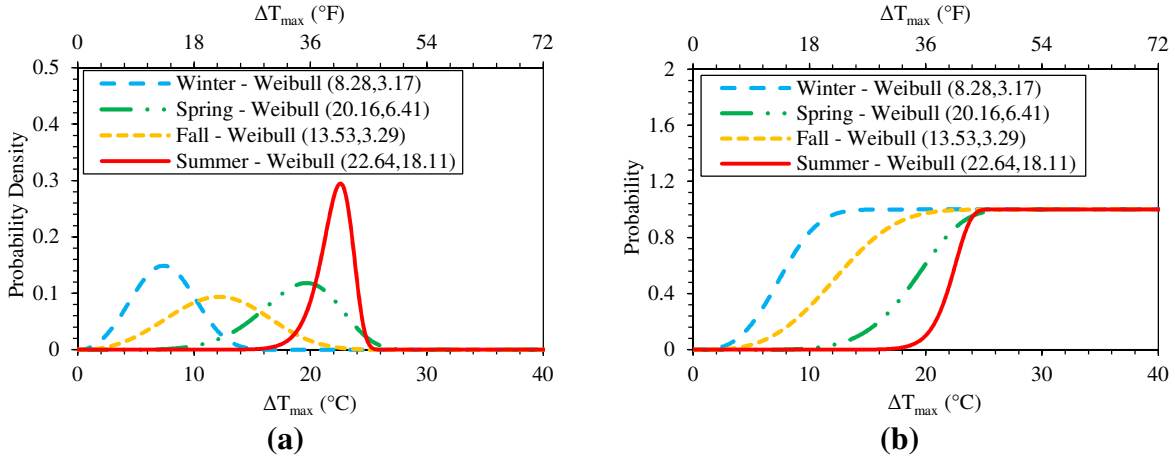 ΔTmax (°F)
0 18 36 54 72
0.5
0.4
0.3
0.2
0.1
0
Probability Density
Winter - Weibull (8.28,3.17)
Spring - Weibull (20.16,6.41)
Fall - Weibull (13.53,3.29)
Summer - Weibull (22.64,18.11)
0 10 20 30 40
ΔTmax (°C)
(a)
ΔTmax (°F)
0 18 36 54 72
2
1.6
1.2
0.8
0.4
0
Probability
Winter - Weibull (8.28,3.17)
Spring - Weibull (20.16,6.41)
Fall - Weibull (13.53,3.29)
Summer - Weibull (22.64,18.11)
0 10 20 30 40
ΔTmax (°C)
(b)